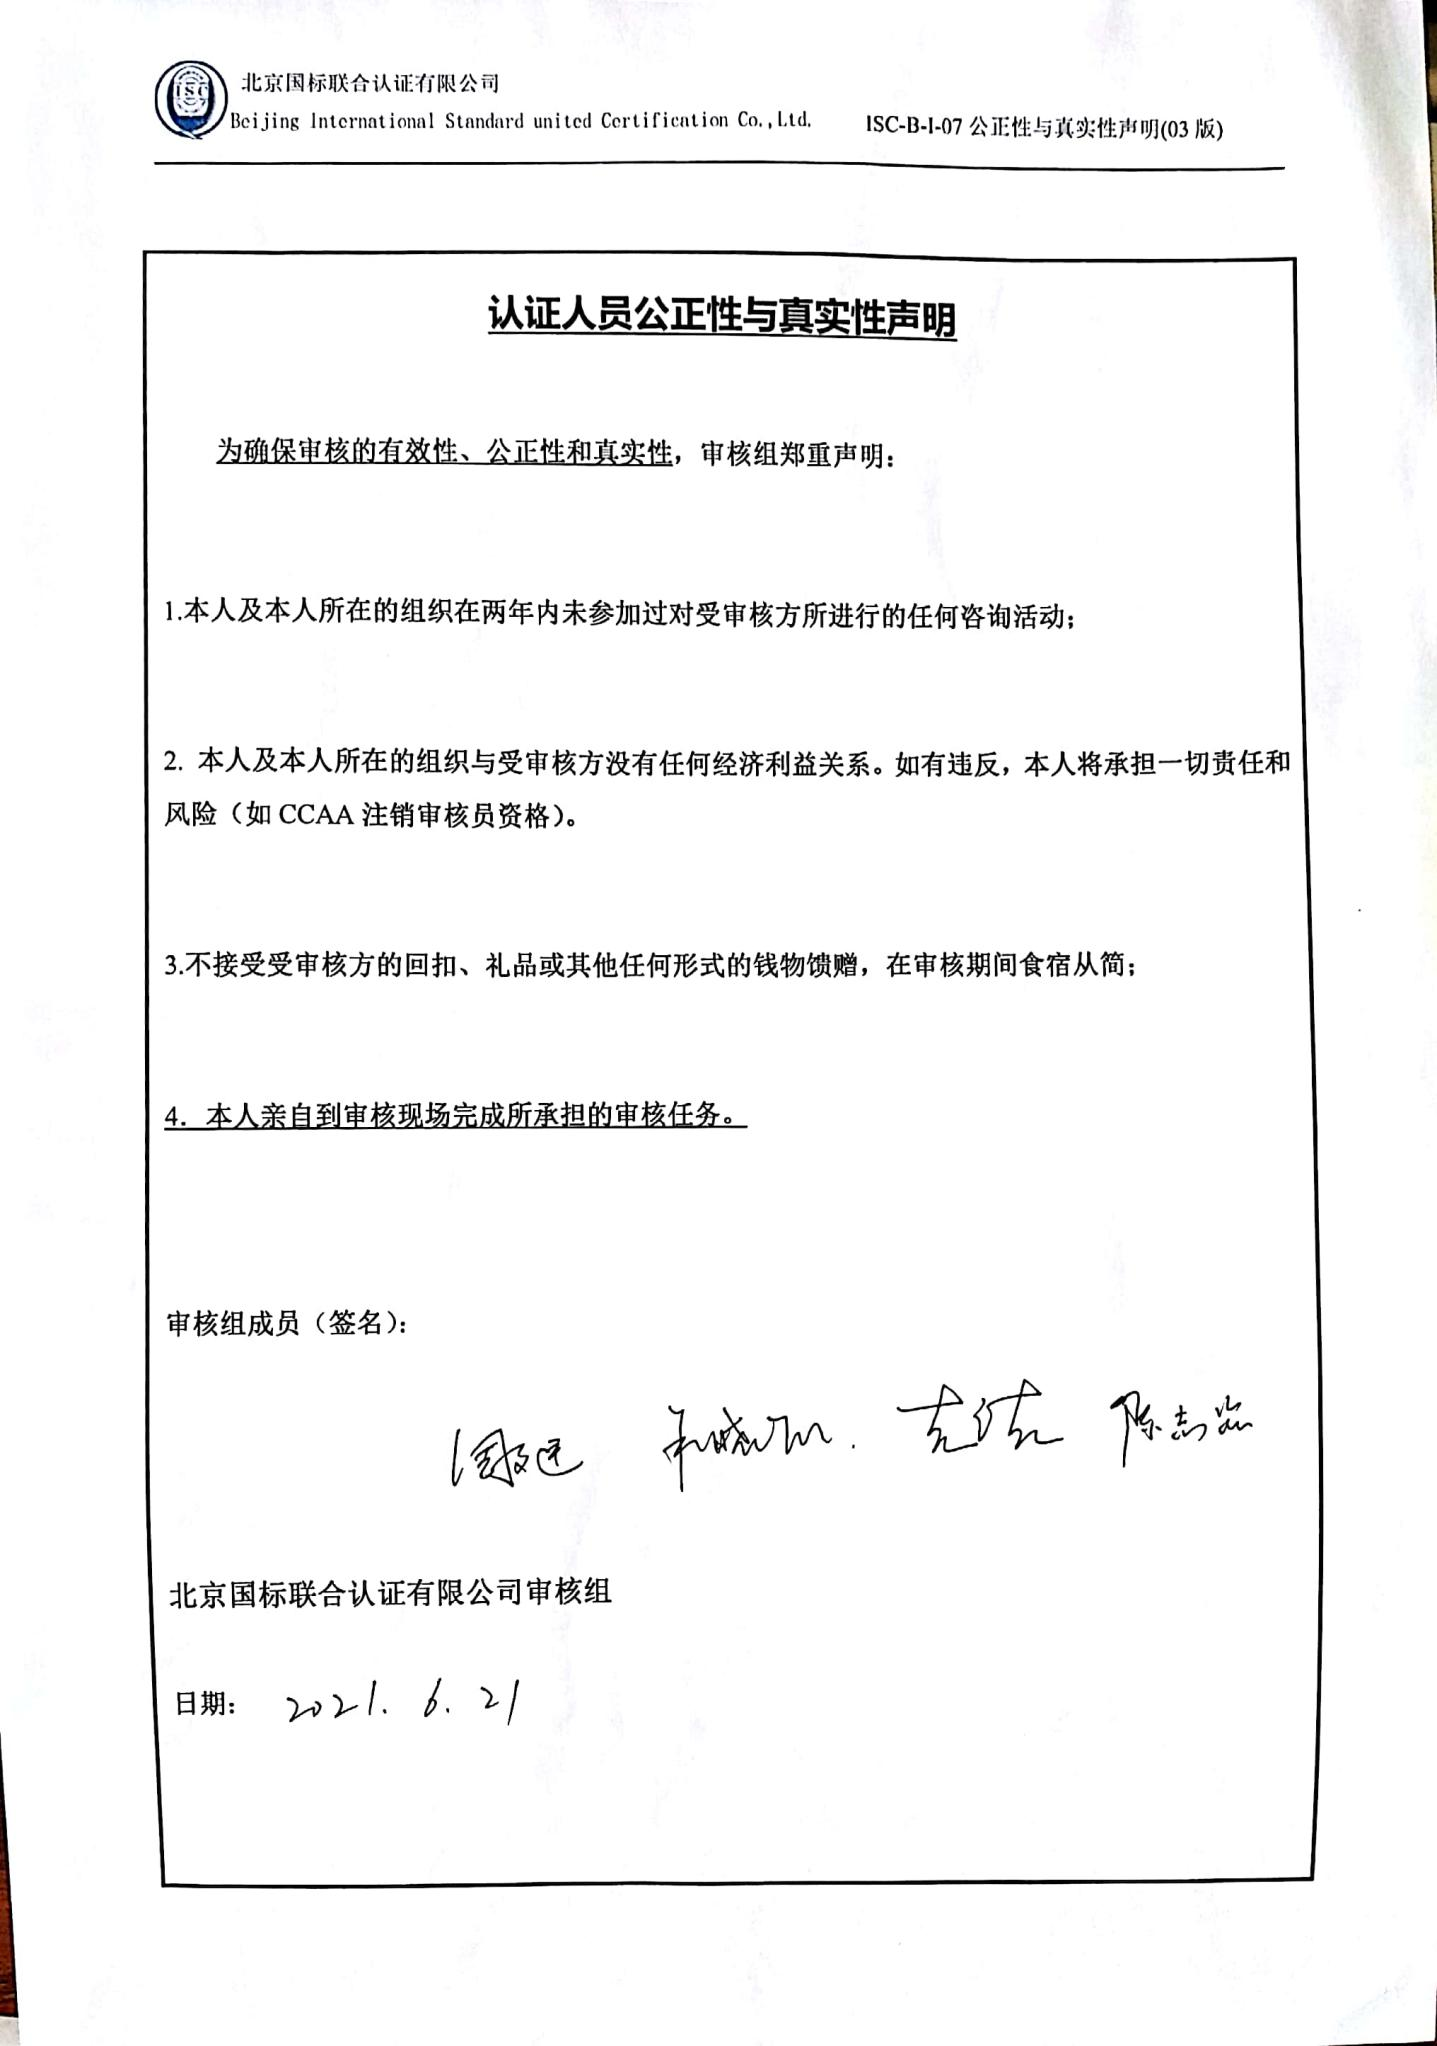 ISC
北京国标联合认证有限公司
Beijing International Standard united Certification Co.,Ltd.
ISC-B-I-07 公正性与真实性声明(03 版)
认证人员公正性与真实性声明
为确保审核的有效性、公正性和真实性，审核组郑重声明：
1.本人及本人所在的组织在两年内未参加过对受审核方所进行的任何咨询活动；
2. 本人及本人所在的组织与受审核方没有任何经济利益关系。如有违反，本人将承担一切责任和
风险（如 CCAA 注销审核员资格）。
3.不接受受审核方的回扣、礼品或其他任何形式的钱物馈赠，在审核期间食宿从简；
4. 本人亲自到审核现场完成所承担的审核任务。
审核组成员（签名）：
北京国标联合认证有限公司审核组
日期： 2021. 6. 21